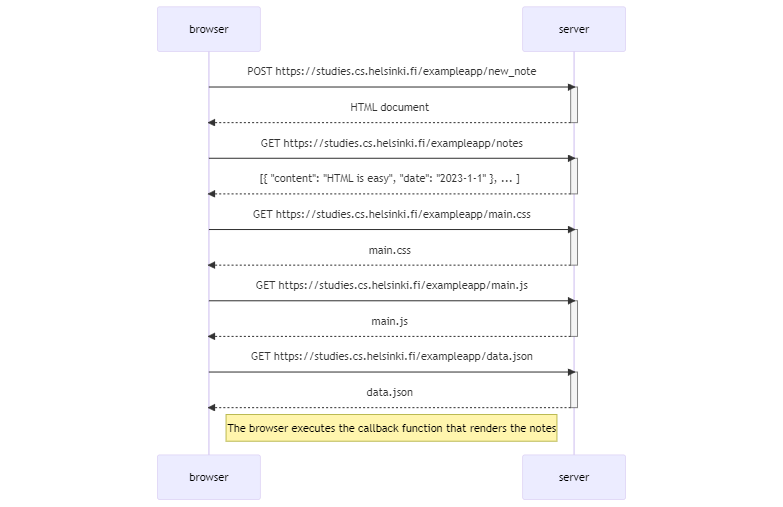 browser
server
POST https://studies.cs.helsinki.fi/exampleapp/new_note
HTML document
GET https://studies.cs.helsinki.fi/exampleapp/notes
[{ "content": "HTML is easy", "date": "2023-1-1" }, ... ]
GET https://studies.cs.helsinki.fi/exampleapp/main.css
main.css
GET https://studies.cs.helsinki.fi/exampleapp/main.js
main.js
GET https://studies.cs.helsinki.fi/exampleapp/data.json
data.json
The browser executes the callback function that renders the notes
browser
server